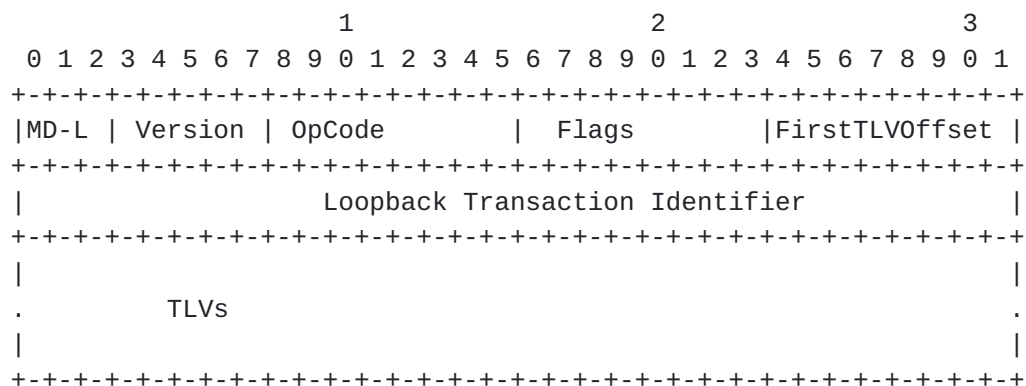 1                   2                   3
 0 1 2 3 4 5 6 7 8 9 0 1 2 3 4 5 6 7 8 9 0 1 2 3 4 5 6 7 8 9 0 1
+-+-+-+-+-+-+-+-+-+-+-+-+-+-+-+-+-+-+-+-+-+-+-+-+-+-+-+-+-+-+-+-+
|MD-L | Version | OpCode        |  Flags        |FirstTLVOffset |
+-+-+-+-+-+-+-+-+-+-+-+-+-+-+-+-+-+-+-+-+-+-+-+-+-+-+-+-+-+-+-+-+
|                   Loopback Transaction Identifier             |
+-+-+-+-+-+-+-+-+-+-+-+-+-+-+-+-+-+-+-+-+-+-+-+-+-+-+-+-+-+-+-+-+
|                                                               |
.         TLVs                                                  .
|                                                               |
+-+-+-+-+-+-+-+-+-+-+-+-+-+-+-+-+-+-+-+-+-+-+-+-+-+-+-+-+-+-+-+-+